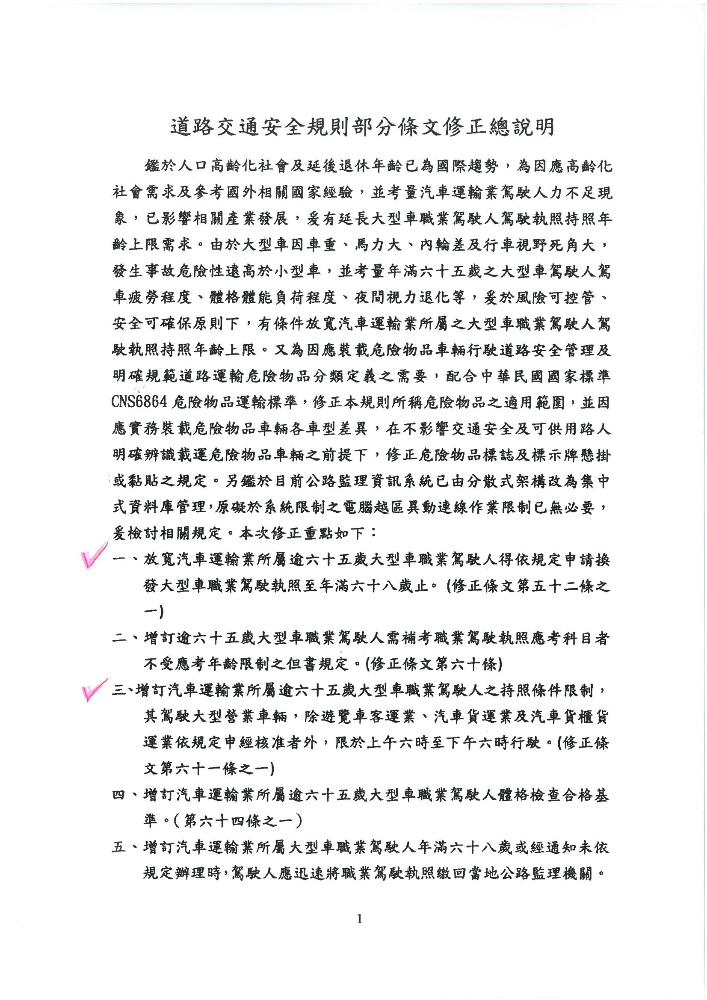 道路交通安全規則部分條文修正總說明
鑑於人口高齡化社會及延後退休年齡已為國際趨勢，為因應高齡化
社會需求及參考國外相關國家經驗，並考量汽車運輸業駕駛人力不足現
象，已影響相關產業發展，爰有延長大型車職業駕駛人駕駛執照持照年
齡上限需求。由於大型車因車重、馬力大、內輪差及行車視野死角大，
發生事故危險性遠高於小型車，並考量年滿六十五歲之大型車駕駛人駕
車疲勞程度、體格體能負荷程度、夜間視力退化等，爰於風險可控管、
安全可確保原則下，有條件放寬汽車運輸業所屬之大型車職業駕駛人駕
駛執照持照年齡上限。又為因應裝載危險物品車輛行駛道路安全管理及
明確規範道路運輸危險物品分類定義之需要，配合中華民國國家標準
CNS6864 危險物品運輸標準，修正本規則所稱危險物品之適用範圍，並因
應實務裝載危險物品車輛各車型差異，在不影響交通安全及可供用路人
明確辨識載運危險物品車輛之前提下，修正危險物品標誌及標示牌懸掛
或黏貼之規定。另鑑於目前公路監理資訊系統已由分散式架構改為集中
式資料庫管理，原礙於系統限制之電腦越區異動連線作業限制已無必要，
爰檢討相關規定。本次修正重點如下：
一、放寬汽車運輸業所屬逾六十五歲大型車職業駕駛人得依規定申請換
發大型車職業駕駛執照至年滿六十八歲止。(修正條文第五十二條之
一)
二、增訂逾六十五歲大型車職業駕駛人需補考職業駕駛執照應考科目者
不受應考年齡限制之但書規定。(修正條文第六十條)
三、增訂汽車運輸業所屬逾六十五歲大型車職業駕駛人之持照條件限制，
其駕駛大型營業車輛，除遊覽車客運業、汽車貨運業及汽車貨櫃貨
運業依規定申經核准者外，限於上午六時至下午六時行駛。(修正條
文第六十一條之一)
四、增訂汽車運輸業所屬逾六十五歲大型車職業駕駛人體格檢查合格基
準。（第六十四條之一）
五、增訂汽車運輸業所屬大型車職業駕駛人年滿六十八歲或經通知未依
規定辦理時，駕駛人應迅速將職業駕駛執照繳回當地公路監理機關。
1